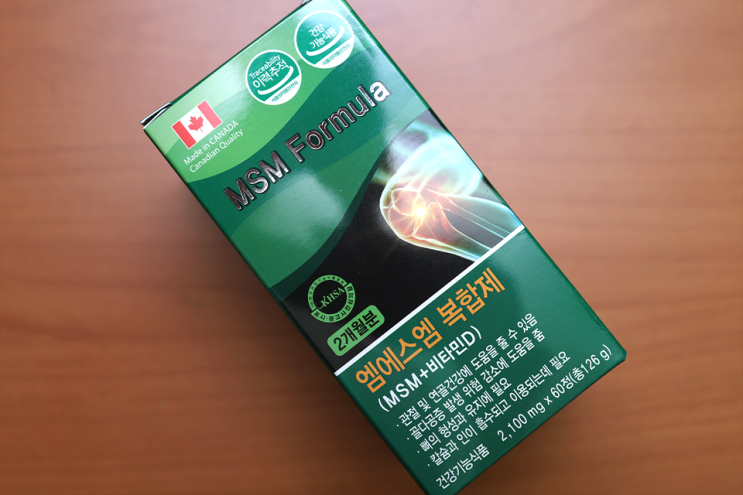 Traceability
이력추적
건강
기능식품
Made in CANADA
Canadian Quality
MSM Formula
KHSA
2개월분
엠에스엠 복합제
(MSM+비타민D)
· 관절 및 연골건강에 도움을 줄 수 있음
· 골다공증 발생 위험 감소에 도움을 줌
· 뼈의 형성과 유지에 필요
· 칼슘과 인이 흡수되고 이용되는데 필요
건강기능식품 2,100 mg x 60정(총126 g)